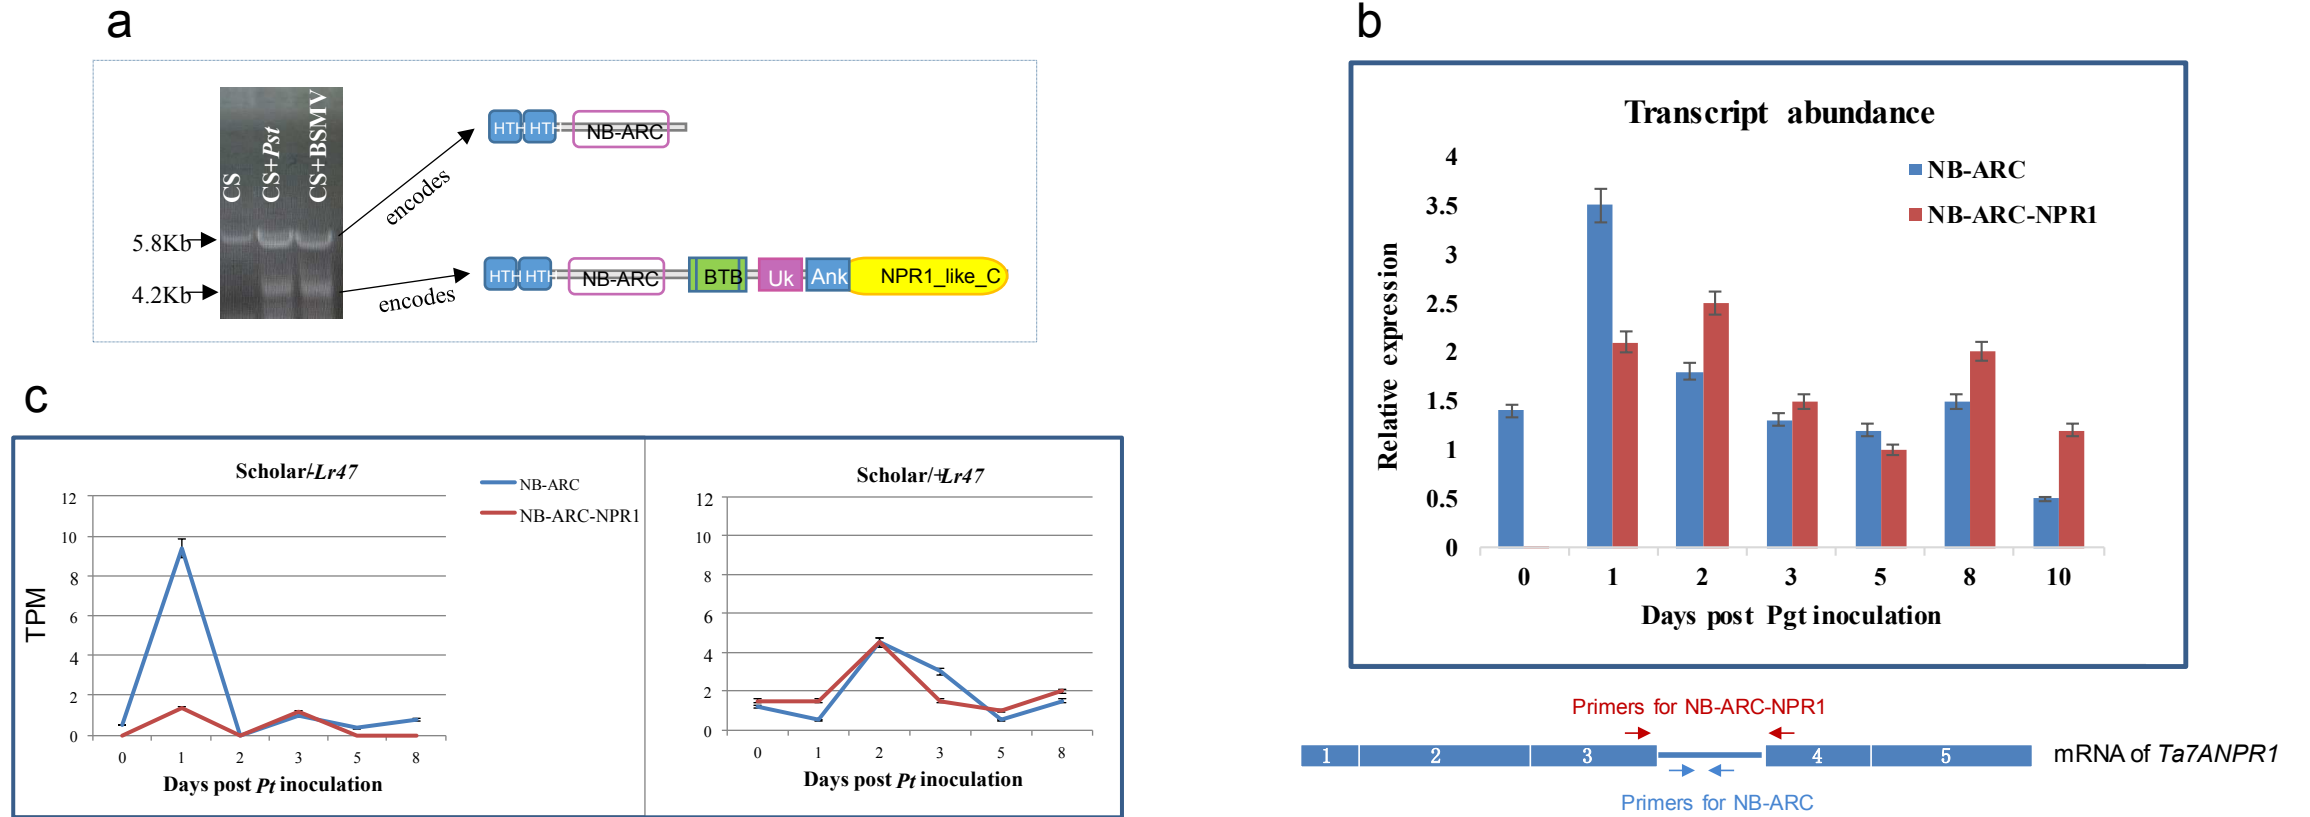 a
CS
CS+Pst
CS+BSMV
5.8Kb
4.2Kb
encodes
encodes
HTH HTH NB-ARC
HTH HTH NB-ARC BTB Uk Ank NPR1_like_C
b
Transcript abundance
NB-ARC
NB-ARC-NPR1
Relative expression
4
3.5
3
2.5
2
1.5
1
0.5
0
0 1 2 3 5 8 10
Days post Pgt inoculation
Primers for NB-ARC-NPR1
1 2 3 4 5
mRNA of Ta7ANPR1
Primers for NB-ARC
c
Scholar/-Lr47
NB-ARC
NB-ARC-NPR1
TPM
12
10
8
6
4
2
0
0 1 2 3 5 8
Days post Pt inoculation
Scholar/+Lr47
12
10
8
6
4
2
0
0 1 2 3 5 8
Days post Pt inoculation